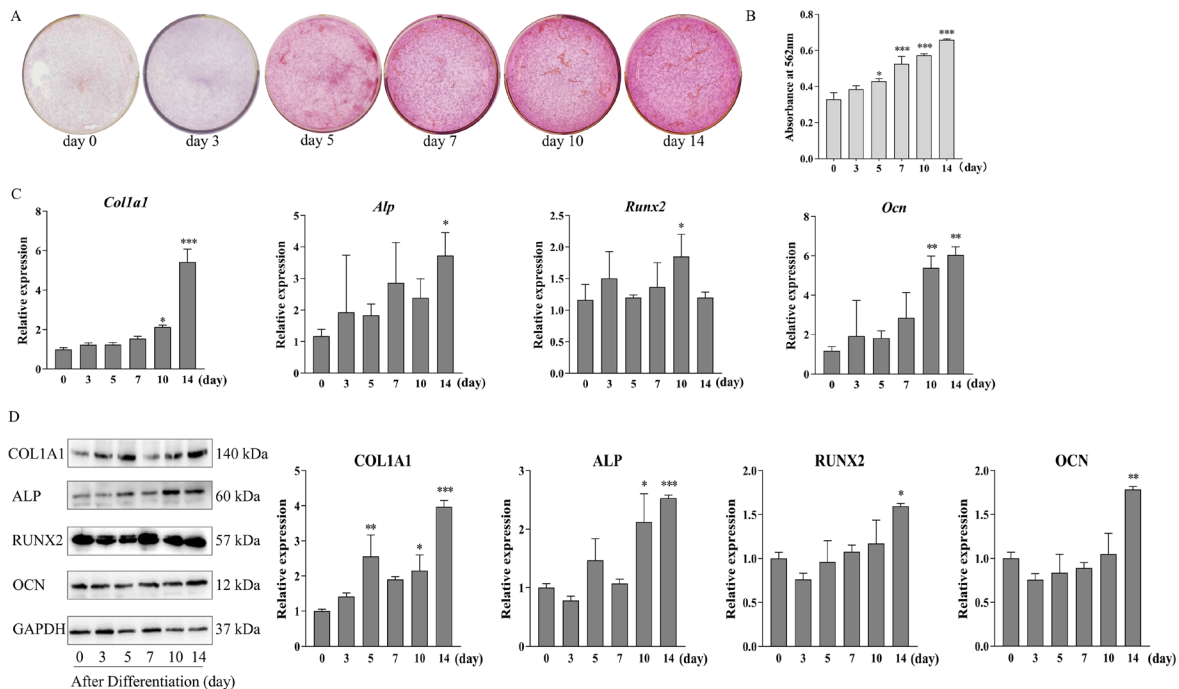 A
day 0
day 3
day 5
day 7
day 10
day 14
B
Absorbance at 562nm
0.8
0.6
0.4
0.2
0.0
*
***
***
***
0 3 5 7 10 14 (day)
C
Col1a1
Relative expression
8
6
4
2
0
*
***
0 3 5 7 10 14 (day)
Alp
Relative expression
5
4
3
2
1
0
*
0 3 5 7 10 14 (day)
Runx2
Relative expression
2.5
2.0
1.5
1.0
0.5
0.0
*
0 3 5 7 10 14 (day)
Ocn
Relative expression
8
6
4
2
0
**
**
0 3 5 7 10 14 (day)
D
COL1A1 140 kDa
ALP 60 kDa
RUNX2 57 kDa
OCN 12 kDa
GAPDH 37 kDa
0 3 5 7 10 14
After Differentiation (day)
COL1A1
Relative expression
5
4
3
2
1
0
**
*
***
0 3 5 7 10 14 (day)
ALP
Relative expression
3
2
1
0
*
***
0 3 5 7 10 14 (day)
RUNX2
Relative expression
2.0
1.5
1.0
0.5
0.0
*
0 3 5 7 10 14 (day)
OCN
Relative expression
2.0
1.5
1.0
0.5
0.0
**
0 3 5 7 10 14 (day)